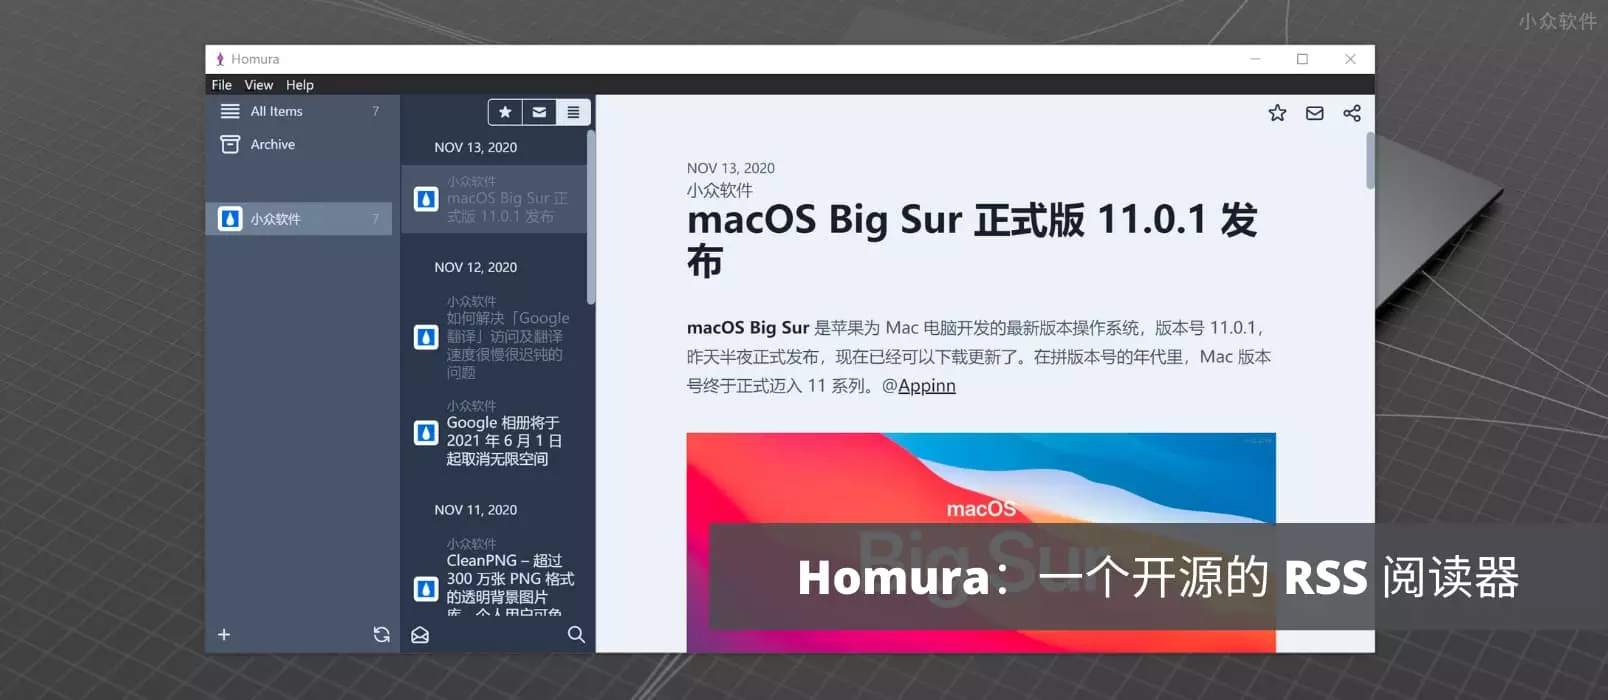 小众软件
Homura
File View Help
All Items 7
Archive
小众软件 7
NOV 13, 2020
小众软件
macOS Big Sur 正
式版 11.0.1 发布
NOV 12, 2020
小众软件
如何解决「Google
翻译」访问及翻译
速度很慢很迟钝的
问题
小众软件
Google 相册将于
2021 年 6 月 1 日
起取消无限空间
NOV 11, 2020
小众软件
CleanPNG – 超过
300 万张 PNG 格式
的透明背景图片
库，个人用户可免
NOV 13, 2020
小众软件
macOS Big Sur 正式版 11.0.1 发
布
macOS Big Sur 是苹果为 Mac 电脑开发的最新版本操作系统，版本号 11.0.1，
昨天半夜正式发布，现在已经可以下载更新了。在拼版本号的年代里，Mac 版本
号终于正式迈入 11 系列。@Appinn
macOS
Big Sur
Homura：一个开源的 RSS 阅读器